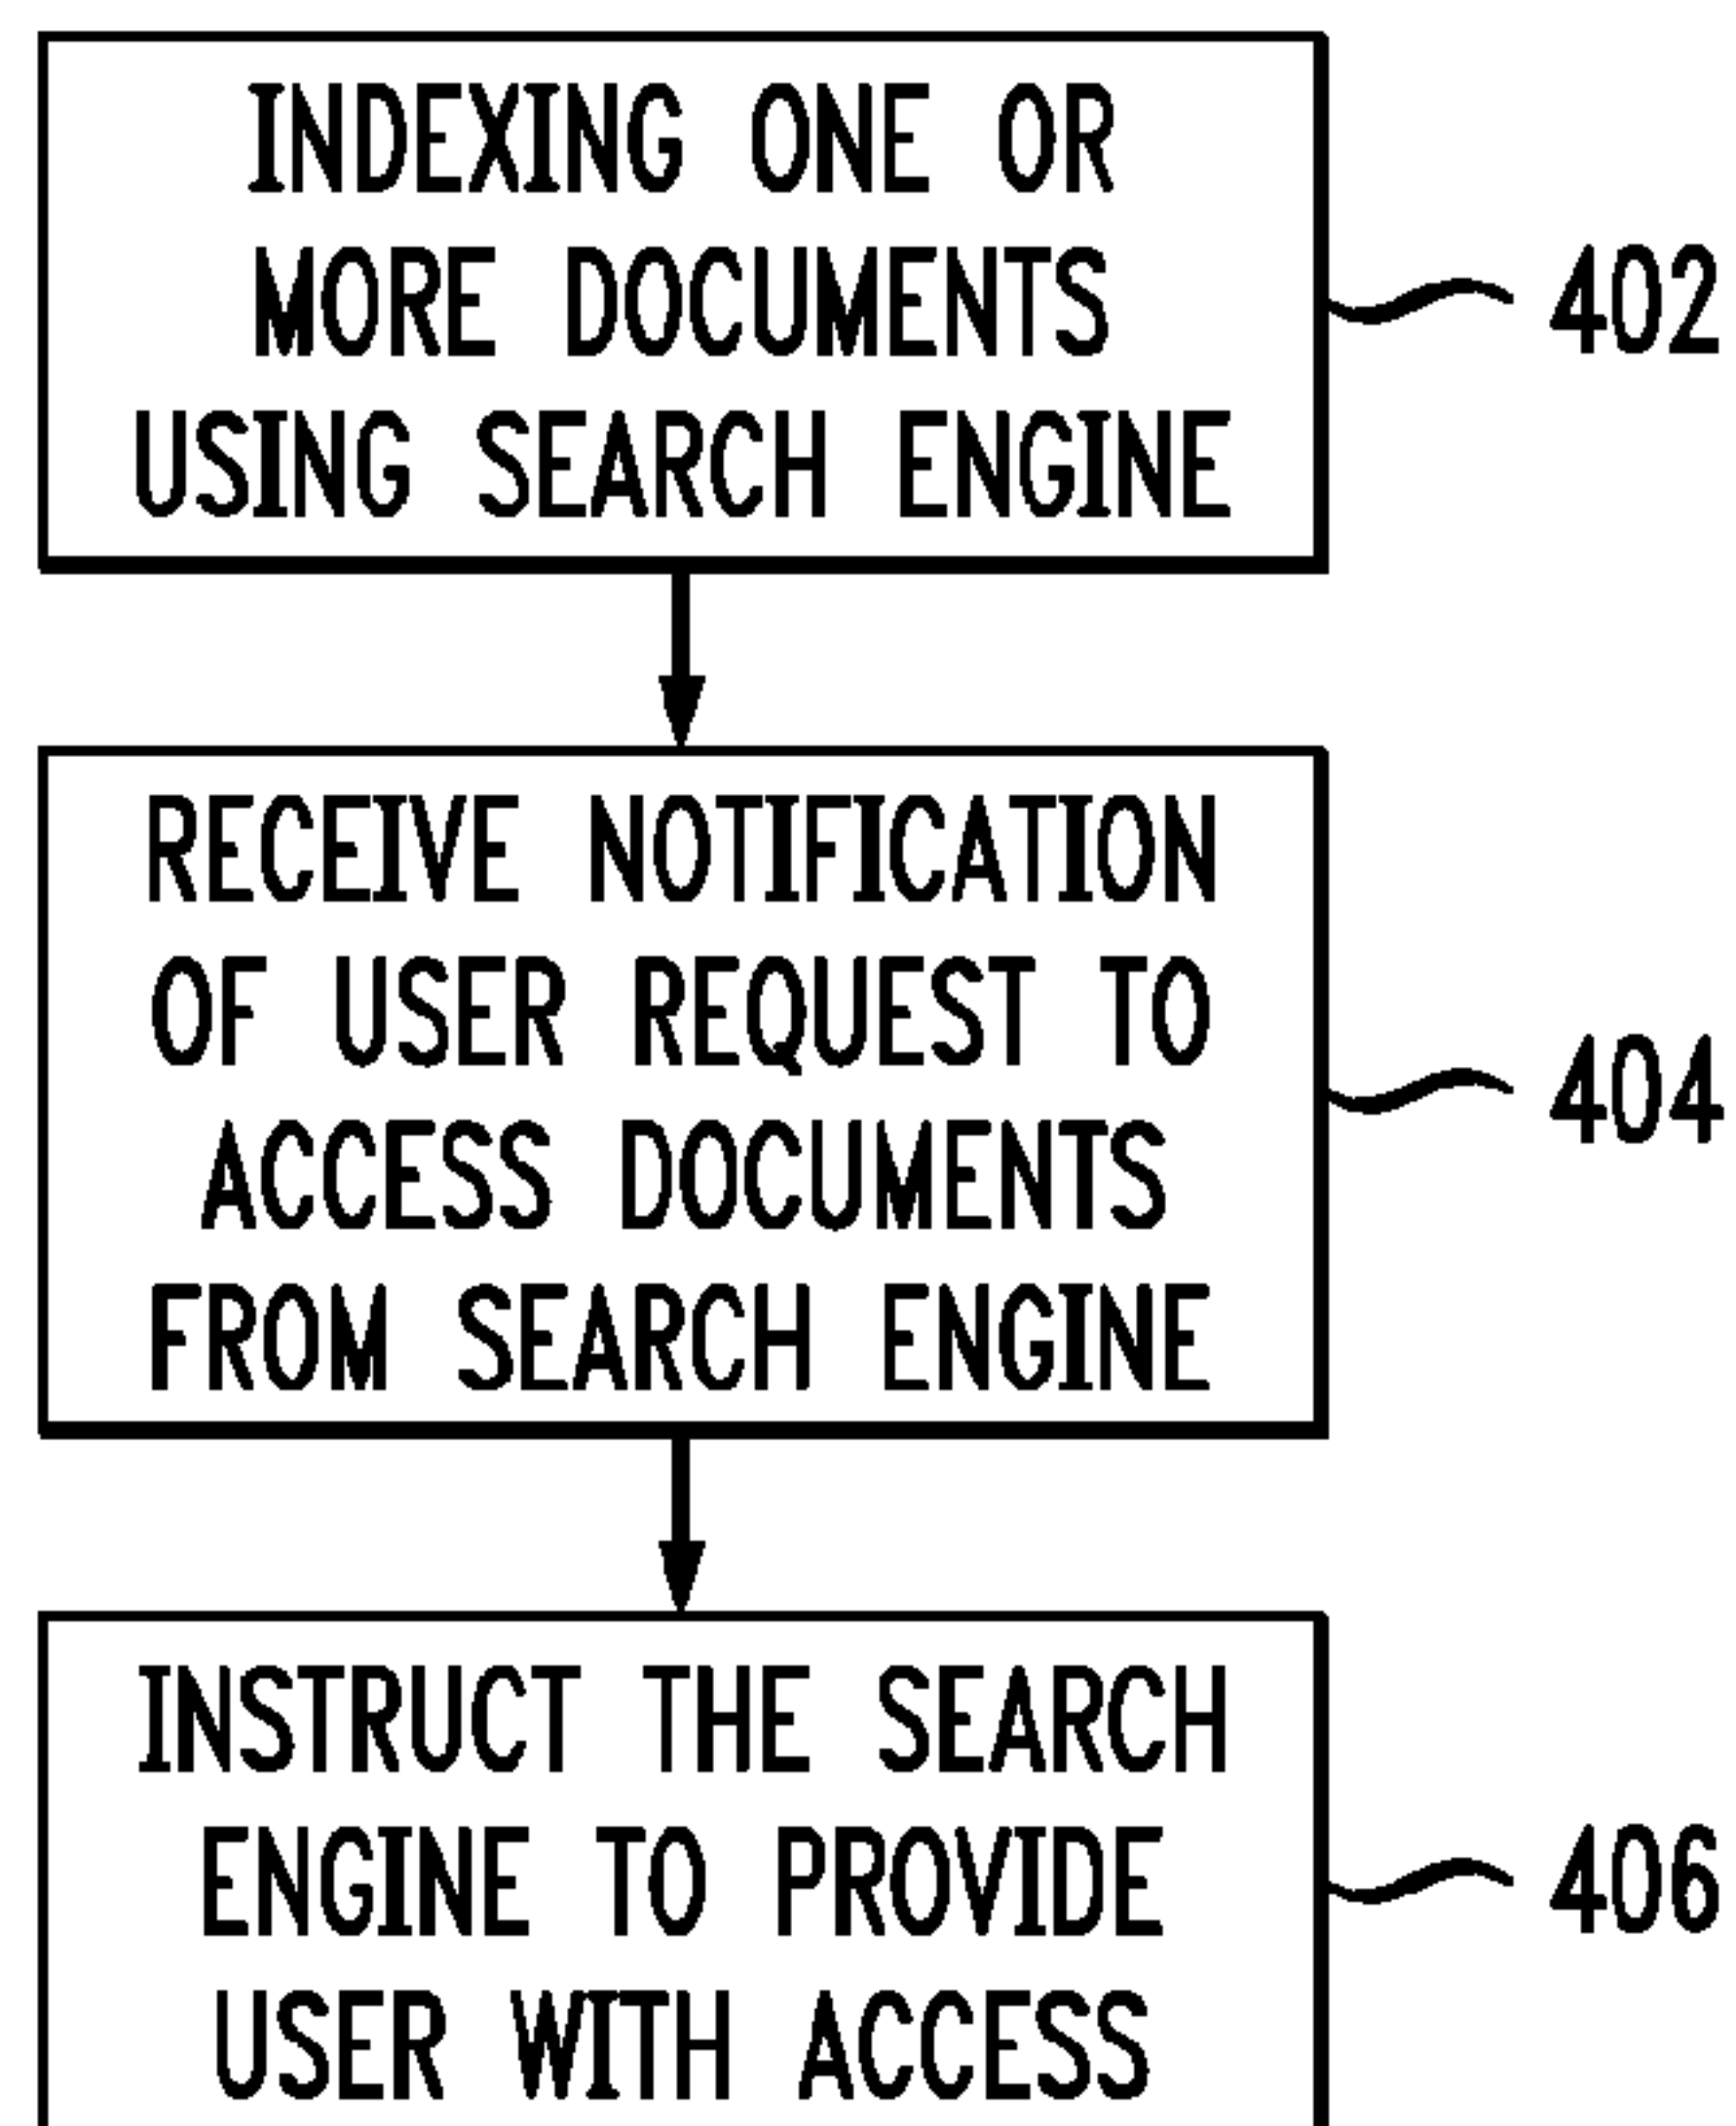 INDEXING ONE OR
MORE DOCUMENTS
USING SEARCH ENGINE
402
RECEIVE NOTIFICATION
OF USER REQUEST TO
ACCESS DOCUMENTS
FROM SEARCH ENGINE
404
INSTRUCT THE SEARCH
ENGINE TO PROVIDE
USER WITH ACCESS
406